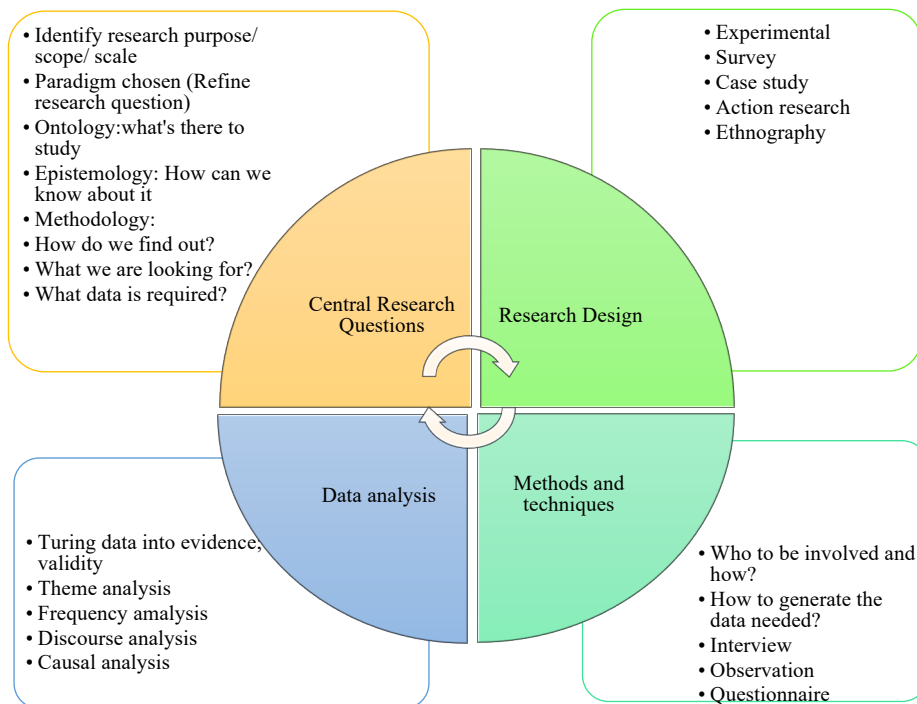 • Identify research purpose/
scope/ scale
• Paradigm chosen (Refine
research question)
• Ontology:what's there to
study
• Epistemology: How can we
know about it
• Methodology:
• How do we find out?
• What we are looking for?
• What data is required?
• Experimental
• Survey
• Case study
• Action research
• Ethnography
Central Research
Questions
Research Design
Data analysis
Methods and
techniques
• Turing data into evidence;
validity
• Theme analysis
• Frequency amalysis
• Discourse analysis
• Causal analysis
• Who to be involved and
how?
• How to generate the
data needed?
• Interview
• Observation
• Questionnaire